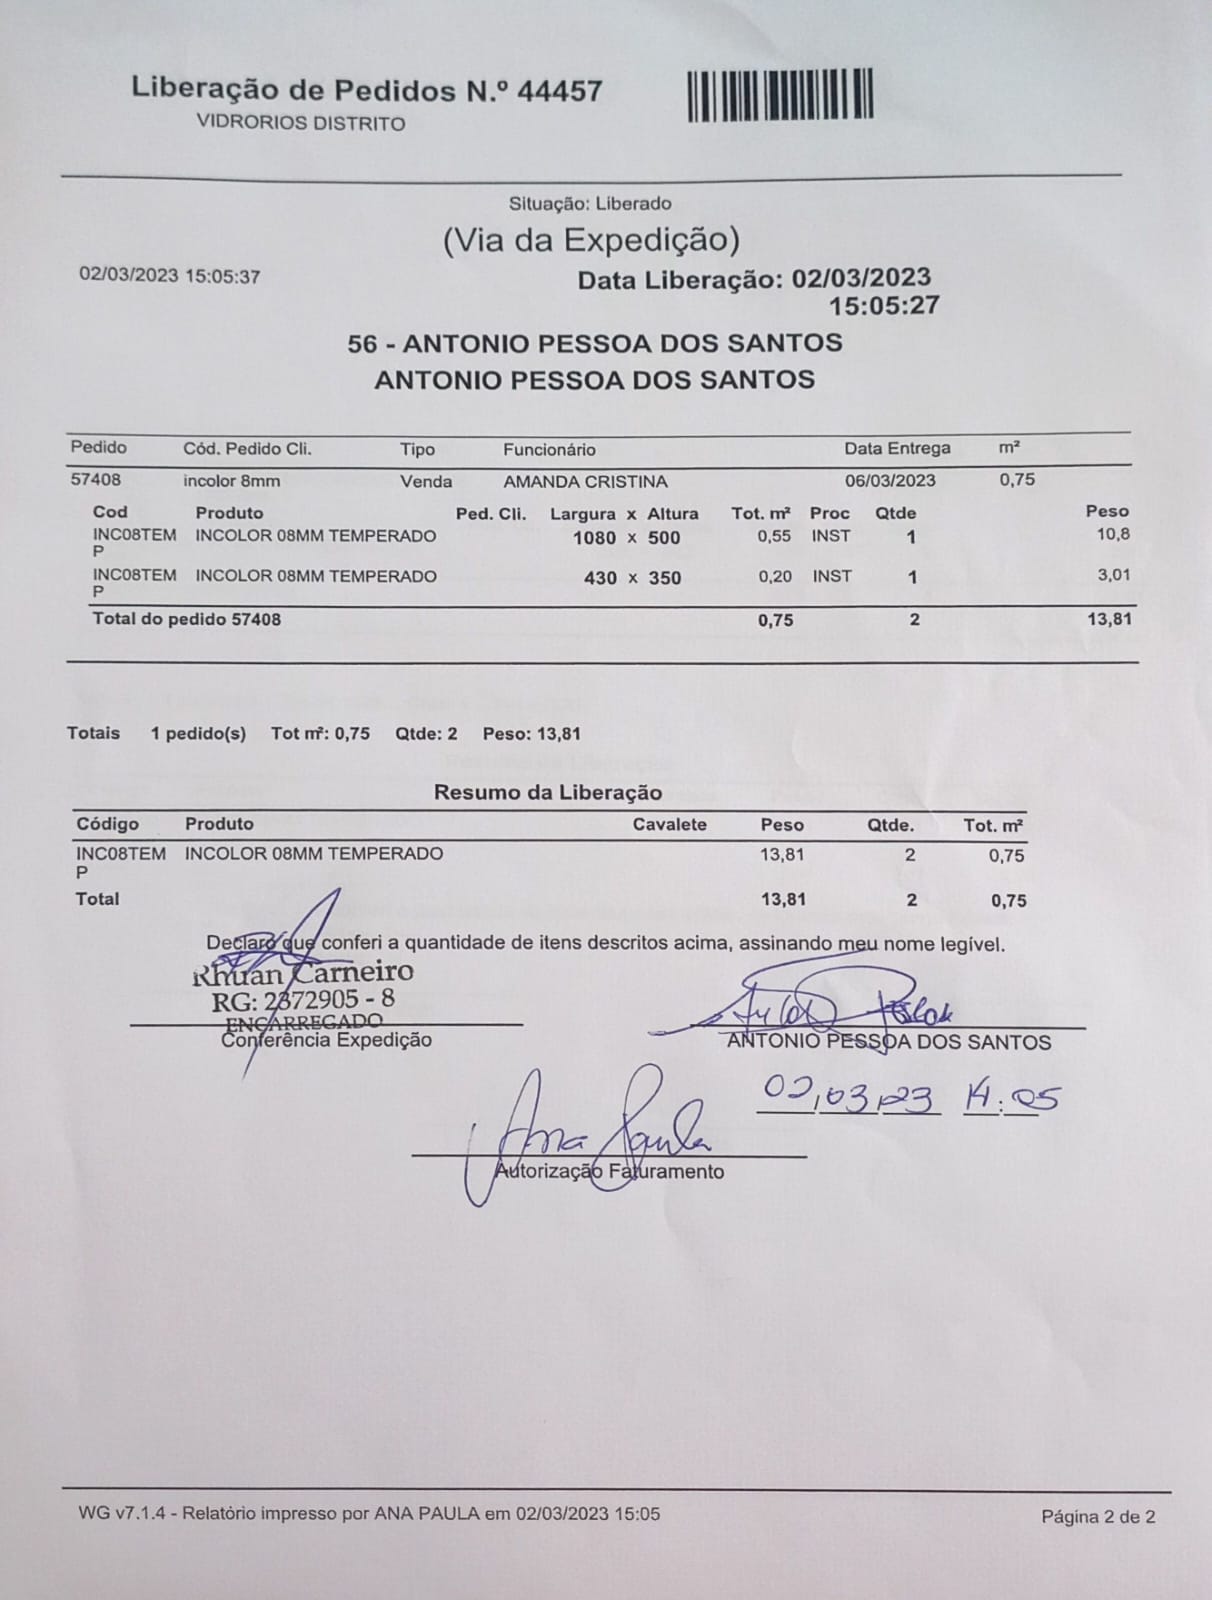 Liberação de Pedidos N.º 44457
VIDRORIOS DISTRITO
Situação: Liberado
(Via da Expedição)
02/03/2023 15:05:37
Data Liberação: 02/03/2023
15:05:27
56 - ANTONIO PESSOA DOS SANTOS
ANTONIO PESSOA DOS SANTOS
Pedido Cód. Pedido Cli. Tipo Funcionário Data Entrega m²
57408 incolor 8mm Venda AMANDA CRISTINA 06/03/2023 0,75
Cod Produto Ped. Cli. Largura x Altura Tot. m² Proc Qtde Peso
INC08TEM INCOLOR 08MM TEMPERADO 1080 x 500 0,55 INST 1 10,8
P
INC08TEM INCOLOR 08MM TEMPERADO 430 x 350 0,20 INST 1 3,01
P
Total do pedido 57408 0,75 2 13,81
Totais 1 pedido(s) Tot m²: 0,75 Qtde: 2 Peso: 13,81
Resumo da Liberação
Código Produto Cavalete Peso Qtde. Tot. m²
INC08TEM INCOLOR 08MM TEMPERADO 13,81 2 0,75
P
Total 13,81 2 0,75
Declaro que conferi a quantidade de itens descritos acima, assinando meu nome legível.
Rhuan Carneiro
RG: 2372905 - 8
ENCARREGADO
Conferência Expedição
ANTONIO PESSOA DOS SANTOS
02/03/23 14:05
Ana Paula
Autorização Faturamento
WG v7.1.4 - Relatório impresso por ANA PAULA em 02/03/2023 15:05
Página 2 de 2